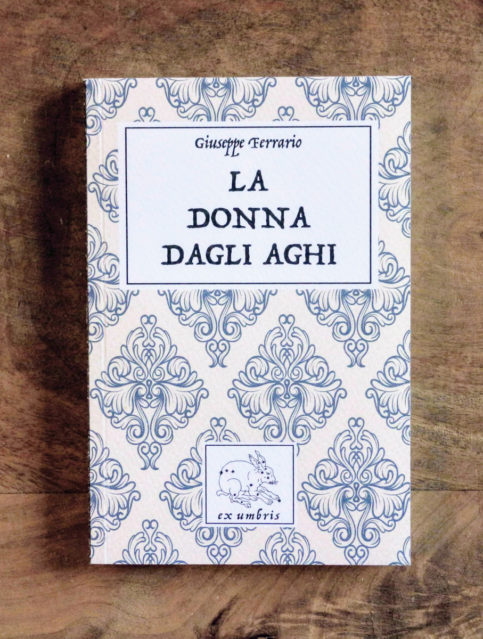 Giuseppe Ferrario
LA
DONNA
DAGLI AGHI
ex umbris